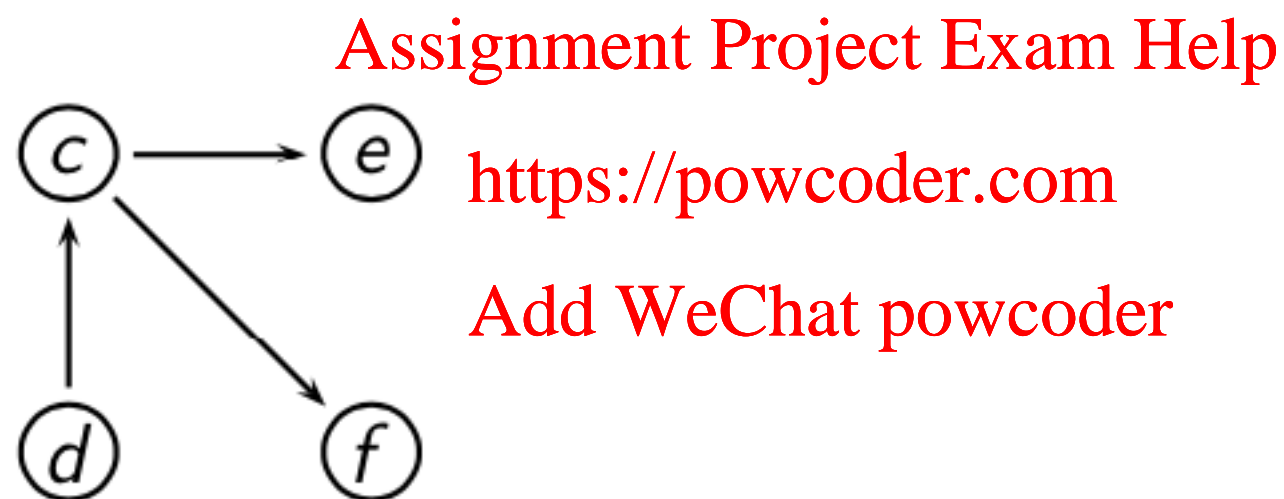 Assignment Project Exam Help
c e https://powcoder.com
Add WeChat powcoder
d f